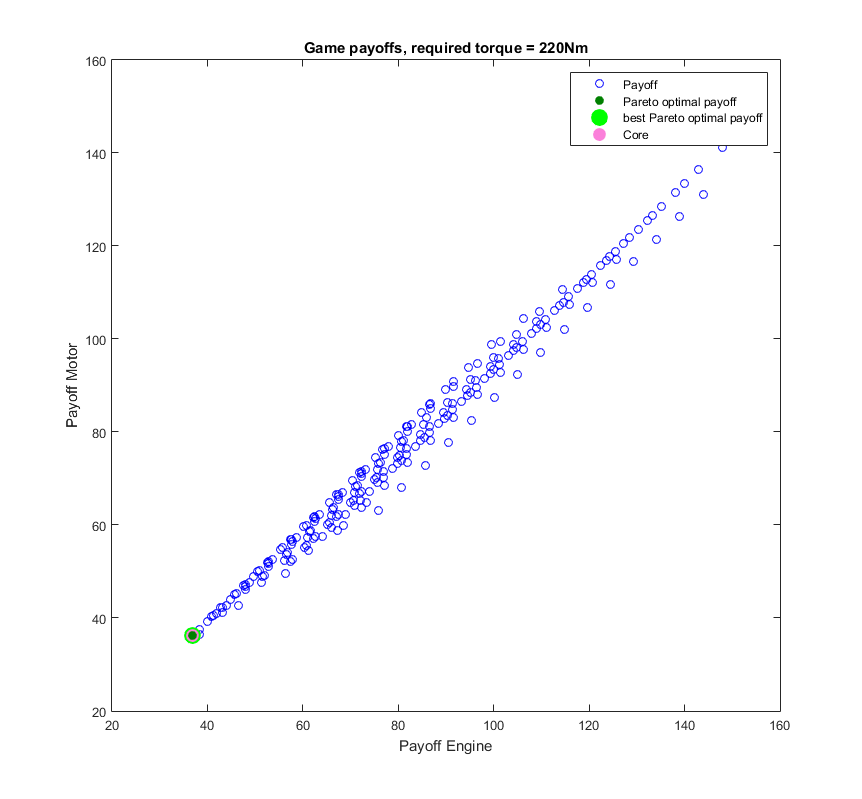 Game payoffs, required torque = 220Nm
160
Payoff
Pareto optimal payoff
best Pareto optimal payoff
Core
140
120
100
80
60
40
20
Payoff Motor
20 40 60 80 100 120 140 160
Payoff Engine